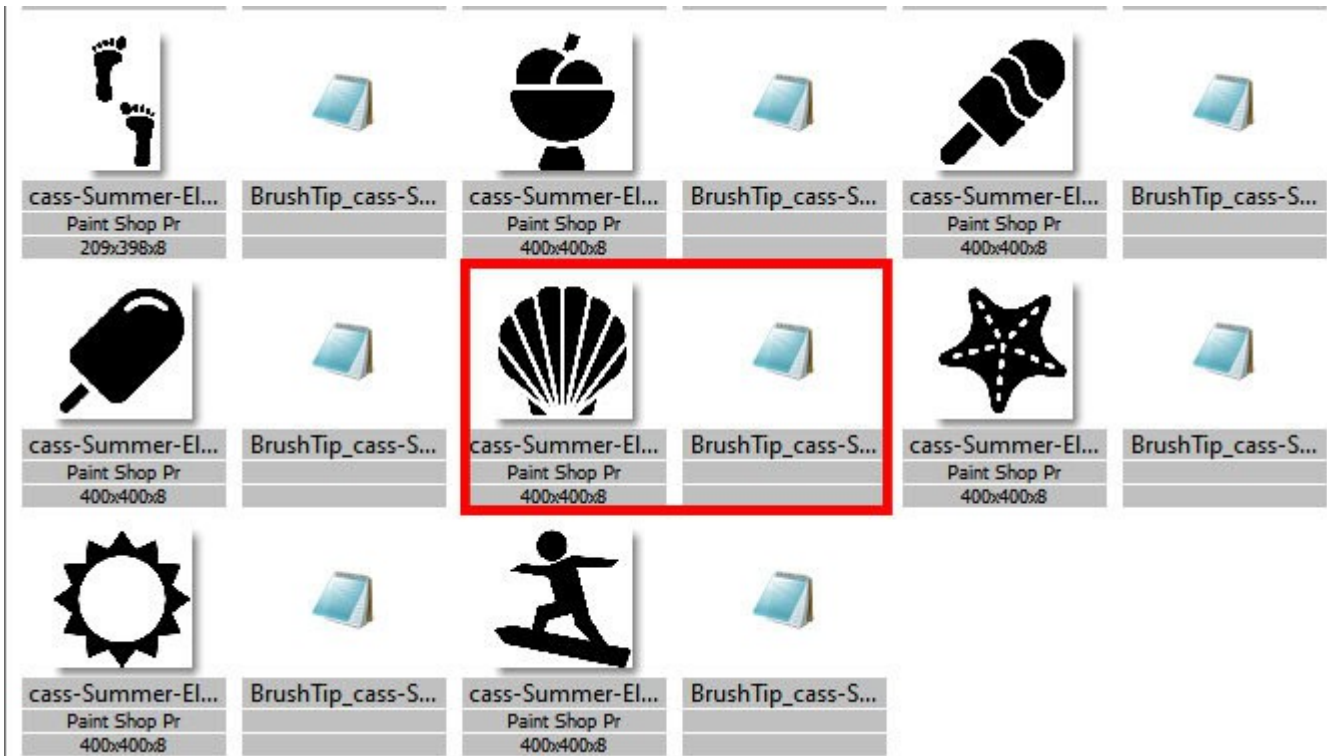 cass-Summer-El... BrushTip_cass-S... cass-Summer-El... BrushTip_cass-S... cass-Summer-El... BrushTip_cass-S...
Paint Shop Pr Paint Shop Pr Paint Shop Pr
209x398x8 400x400x8 400x400x8
cass-Summer-El... BrushTip_cass-S... cass-Summer-El... BrushTip_cass-S... cass-Summer-El... BrushTip_cass-S...
Paint Shop Pr Paint Shop Pr Paint Shop Pr
400x400x8 400x400x8 400x400x8
cass-Summer-El... BrushTip_cass-S... cass-Summer-El... BrushTip_cass-S...
Paint Shop Pr Paint Shop Pr
400x400x8 400x400x8